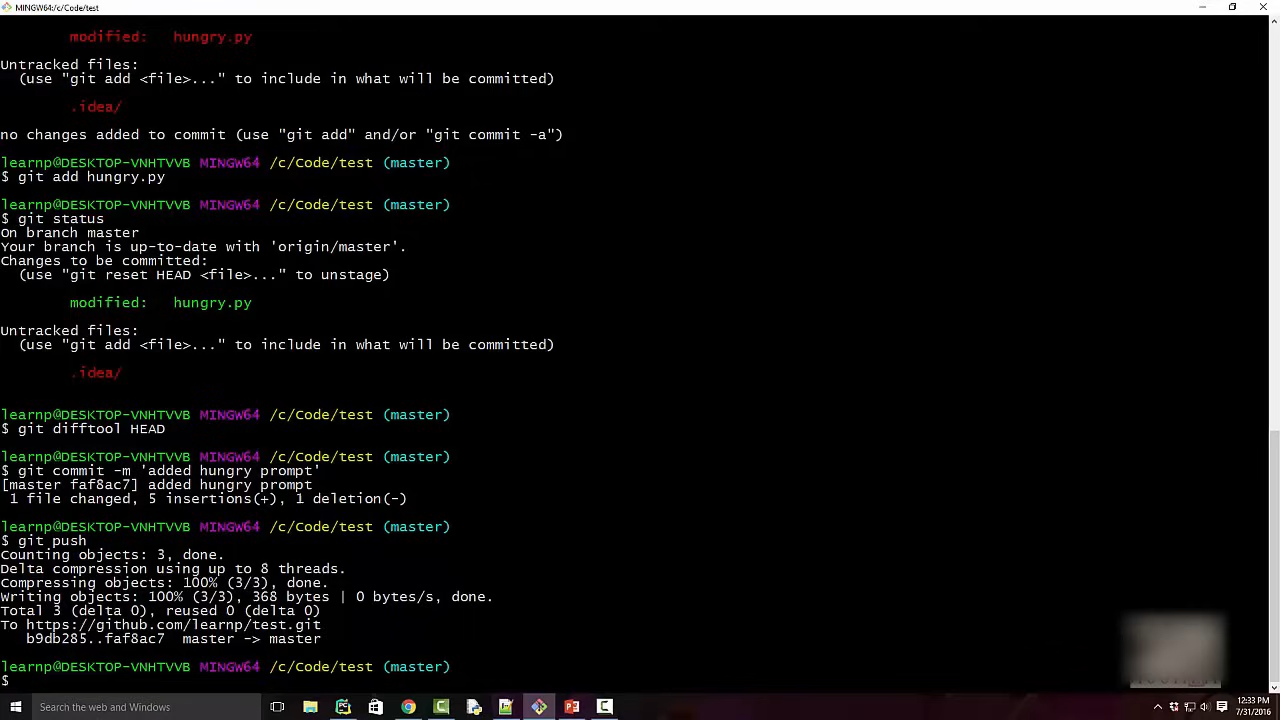 MINGW64:/c/Code/test
modified:   hungry.py
Untracked files:
(use "git add <file>..." to include in what will be committed)
.idea/
no changes added to commit (use "git add" and/or "git commit -a")
learnp@DESKTOP-VNHTVVB MINGW64 /c/Code/test (master)
$ git add hungry.py
learnp@DESKTOP-VNHTVVB MINGW64 /c/Code/test (master)
$ git status
On branch master
Your branch is up-to-date with 'origin/master'.
Changes to be committed:
(use "git reset HEAD <file>..." to unstage)
modified:   hungry.py
Untracked files:
(use "git add <file>..." to include in what will be committed)
.idea/
learnp@DESKTOP-VNHTVVB MINGW64 /c/Code/test (master)
$ git difftool HEAD
learnp@DESKTOP-VNHTVVB MINGW64 /c/Code/test (master)
$ git commit -m 'added hungry prompt'
[master faf8ac7] added hungry prompt
1 file changed, 5 insertions(+), 1 deletion(-)
learnp@DESKTOP-VNHTVVB MINGW64 /c/Code/test (master)
$ git push
Counting objects: 3, done.
Delta compression using up to 8 threads.
Compressing objects: 100% (3/3), done.
Writing objects: 100% (3/3), 368 bytes | 0 bytes/s, done.
Total 3 (delta 0), reused 0 (delta 0)
To https://github.com/learnp/test.git
b9db285..faf8ac7  master -> master
learnp@DESKTOP-VNHTVVB MINGW64 /c/Code/test (master)
$
Search the web and Windows
12:33 PM
7/31/2016